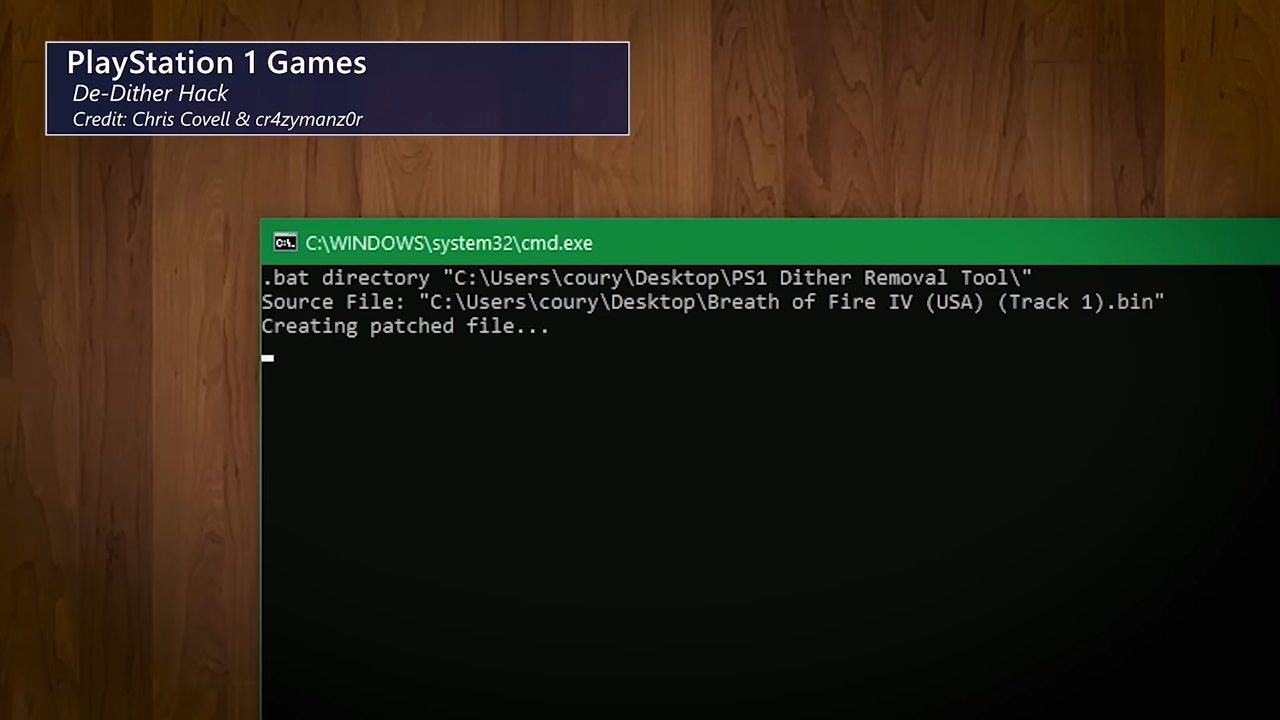 PlayStation 1 Games
De-Dither Hack
Credit: Chris Covell & cr4zymanz0r
C:\WINDOWS\system32\cmd.exe
.bat directory "C:\Users\coury\Desktop\PS1 Dither Removal Tool\"
Source File: "C:\Users\coury\Desktop\Breath of Fire IV (USA) (Track 1).bin"
Creating patched file...